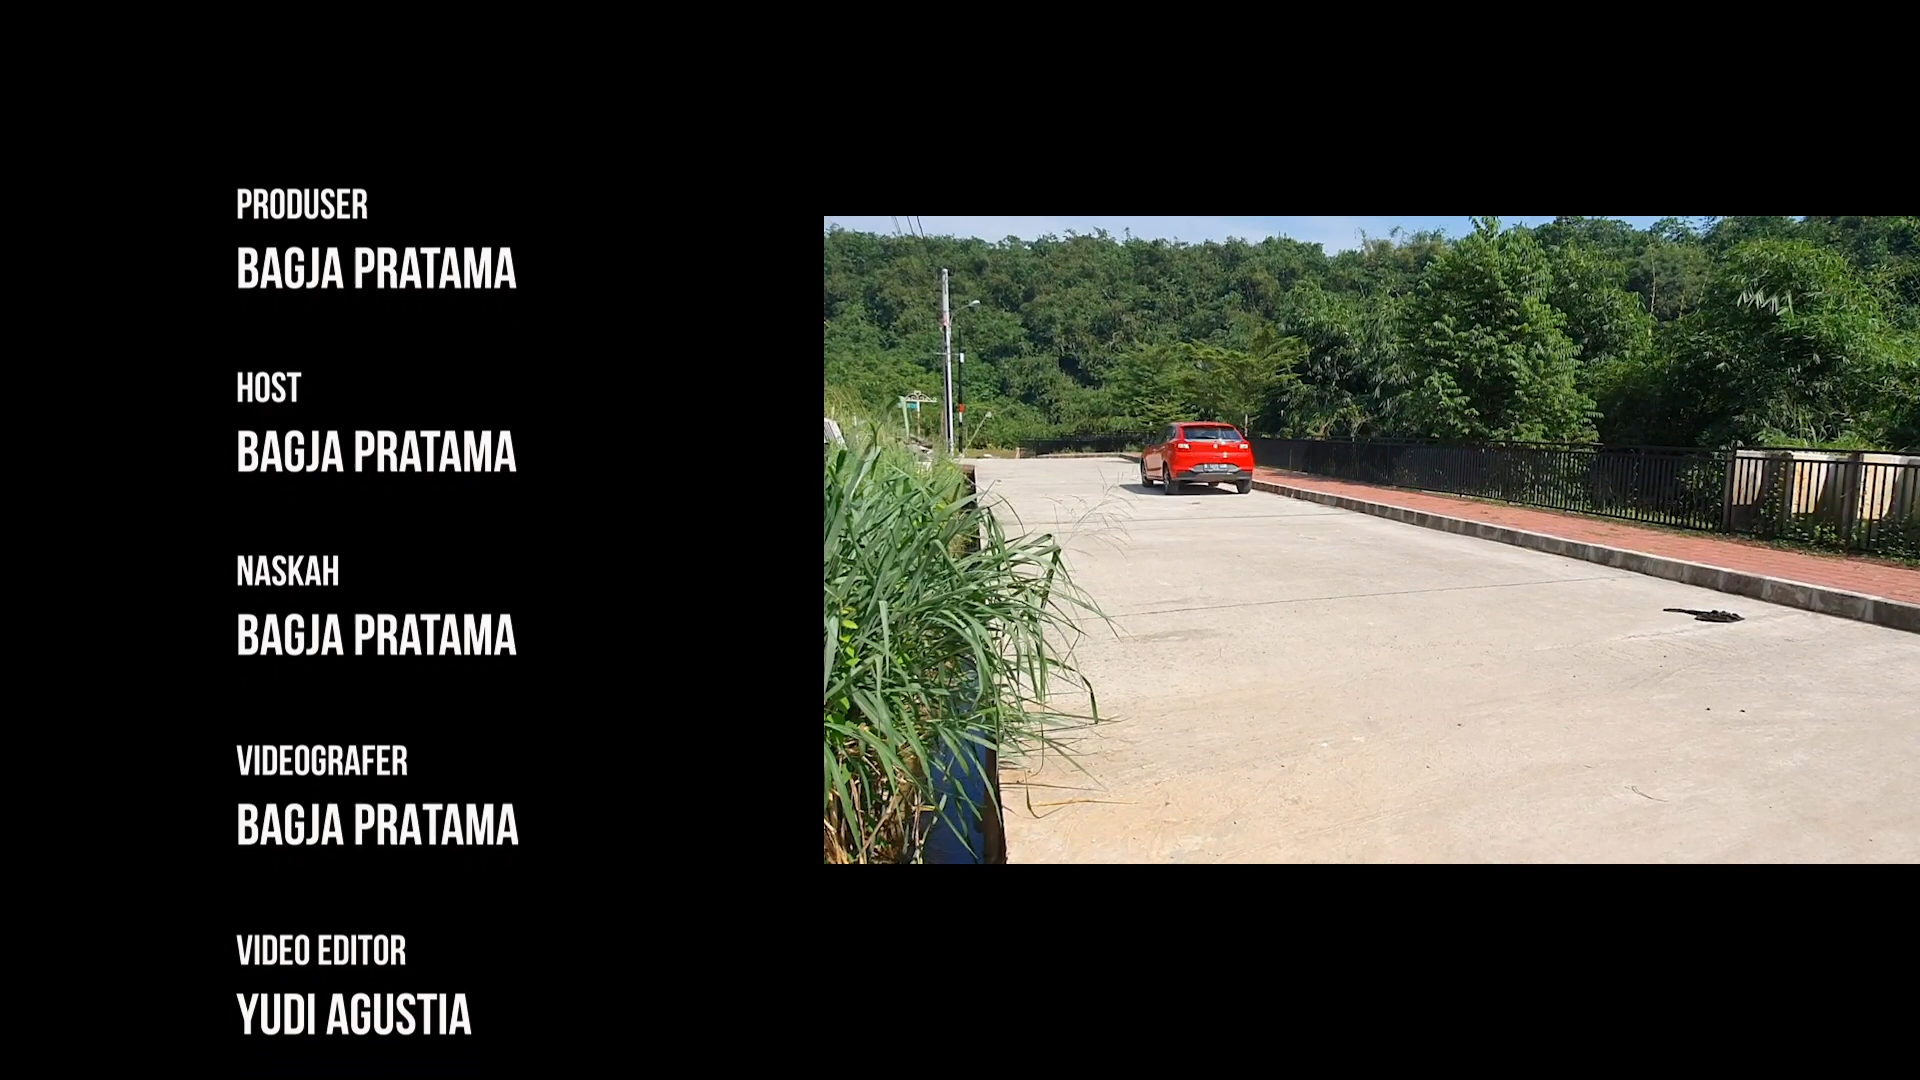 PRODUSER
BAGJA PRATAMA
HOST
BAGJA PRATAMA
NASKAH
BAGJA PRATAMA
VIDEOGRAFER
BAGJA PRATAMA
VIDEO EDITOR
YUDI AGUSTIA